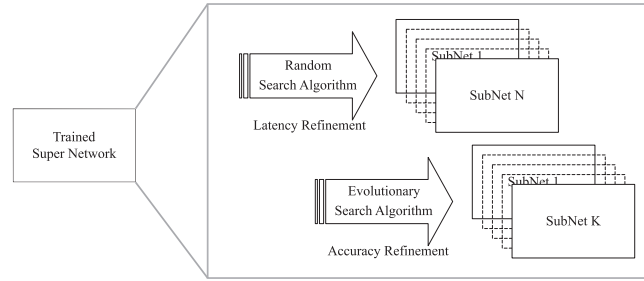 Trained
Super Network
Random
Search Algorithm
Latency Refinement
SubNet 1
SubNet N
Evolutionary
Search Algorithm
Accuracy Refinement
SubNet 1
SubNet K